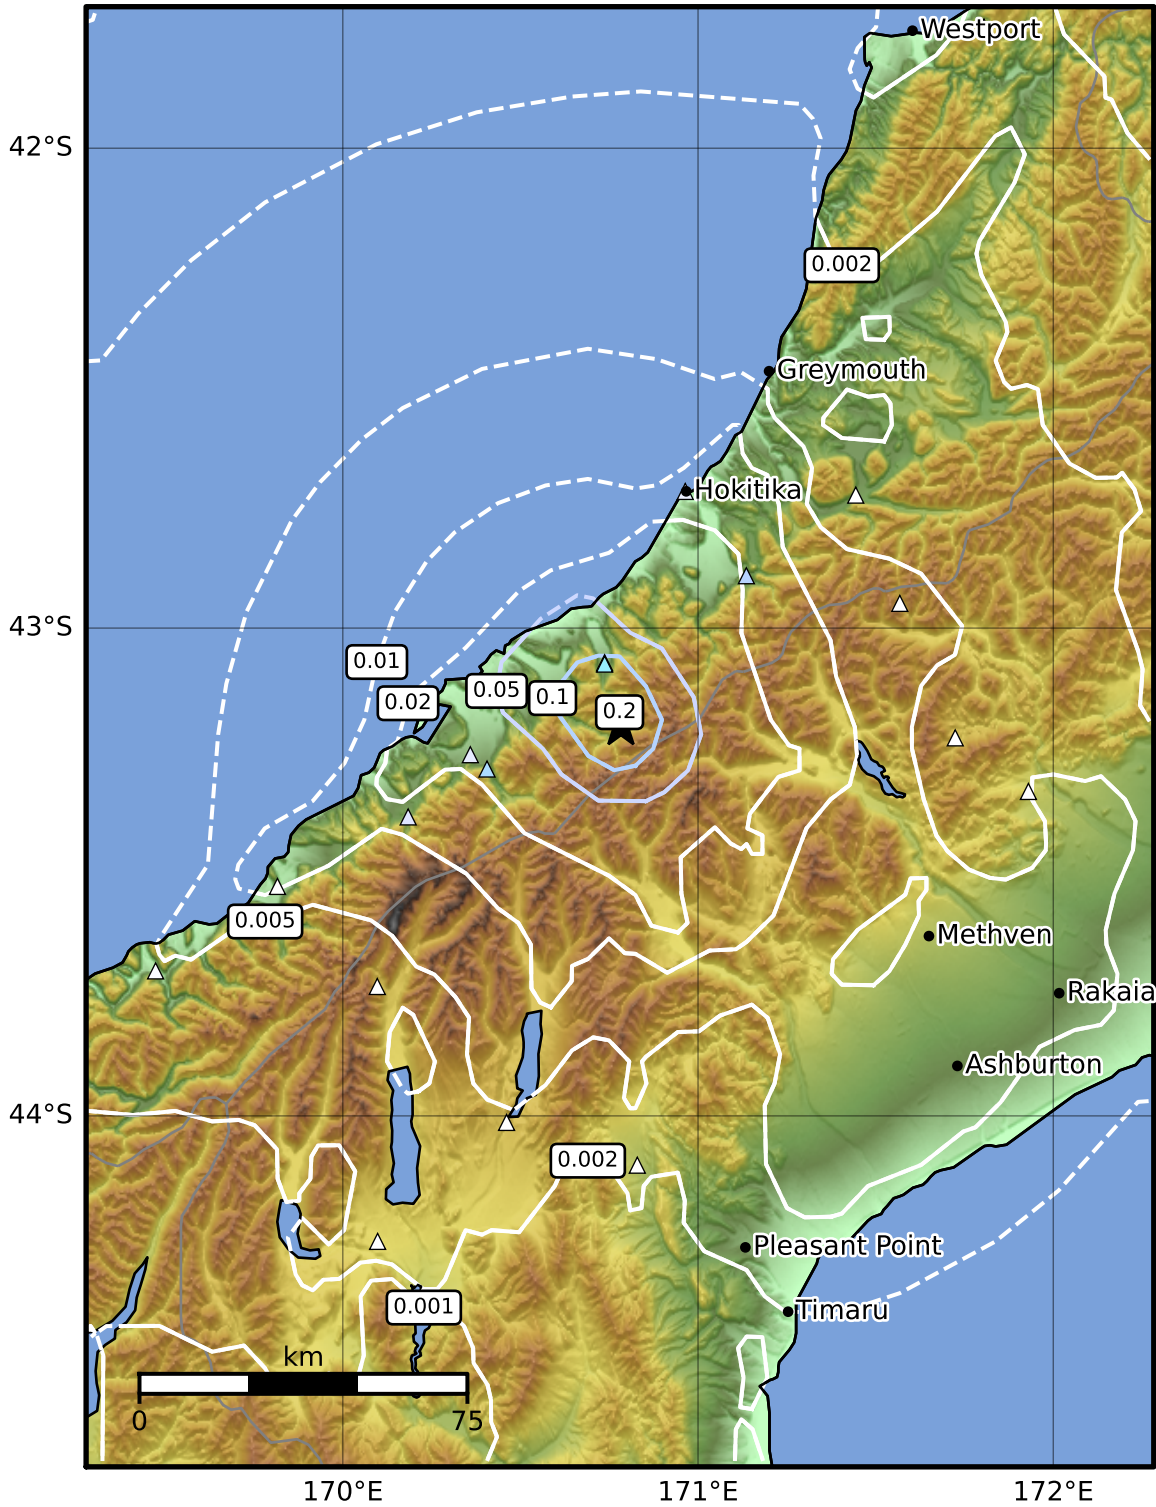 Westport
42°S
0.002
Greymouth
Hokitika
43°S
0.01
0.02
0.05
0.1
0.2
0.005
Methven
Rakaia
Ashburton
44°S
0.002
Pleasant Point
0.001
Timaru
km
0 75
170°E 171°E 172°E